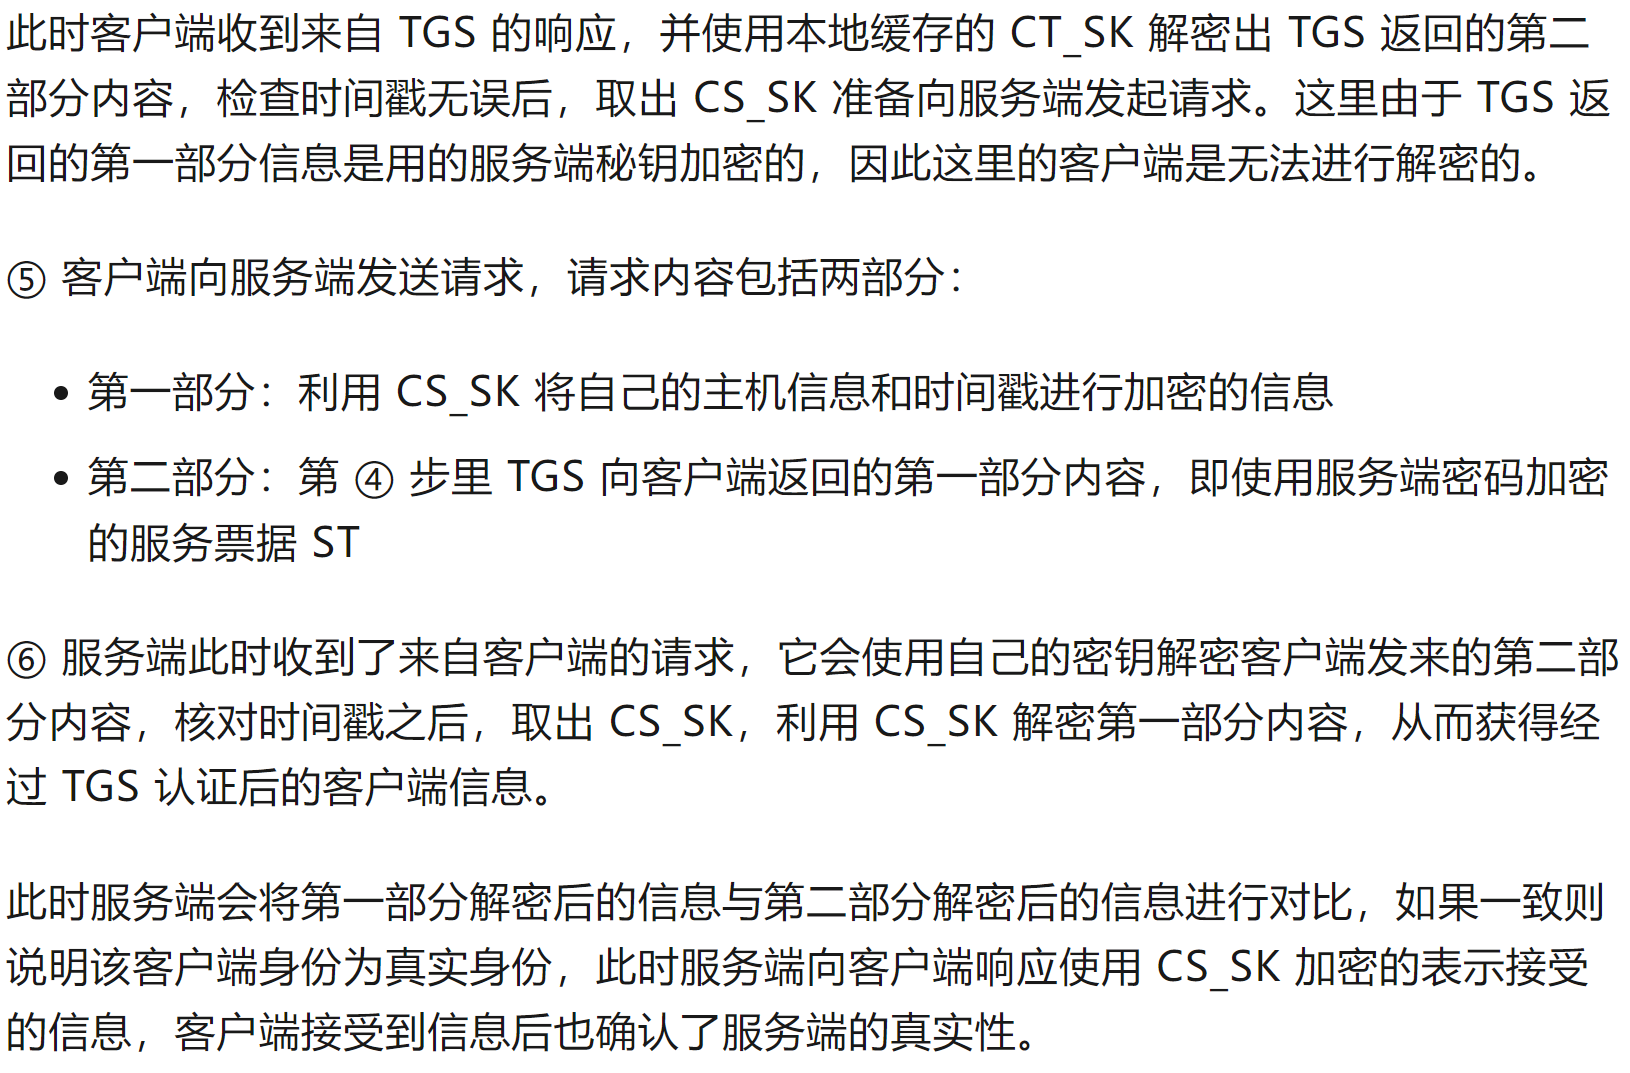 此时客户端收到来自 TGS 的响应，并使用本地缓存的 CT_SK 解密出 TGS 返回的第二
部分内容，检查时间戳无误后，取出 CS_SK 准备向服务端发起请求。这里由于 TGS 返
回的第一部分信息是用的服务端秘钥加密的，因此这里的客户端是无法进行解密的。
⑤ 客户端向服务端发送请求，请求内容包括两部分：
• 第一部分：利用 CS_SK 将自己的主机信息和时间戳进行加密的信息
• 第二部分：第 ④ 步里 TGS 向客户端返回的第一部分内容，即使用服务端密码加密
的服务票据 ST
⑥ 服务端此时收到了来自客户端的请求，它会使用自己的密钥解密客户端发来的第二部
分内容，核对时间戳之后，取出 CS_SK，利用 CS_SK 解密第一部分内容，从而获得经
过 TGS 认证后的客户端信息。
此时服务端会将第一部分解密后的信息与第二部分解密后的信息进行对比，如果一致则
说明该客户端身份为真实身份，此时服务端向客户端响应使用 CS_SK 加密的表示接受
的信息，客户端接受到信息后也确认了服务端的真实性。